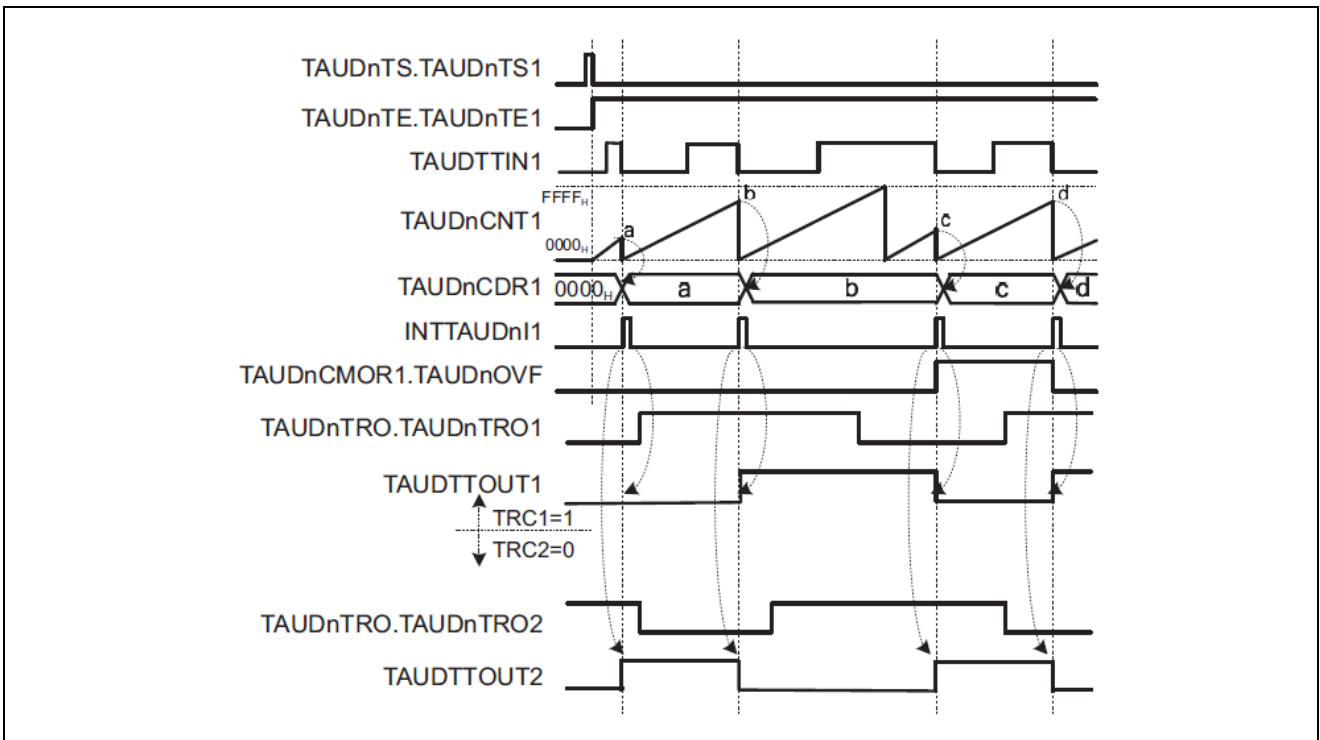 TAUDnTS.TAUDnTS1
TAUDnTE.TAUDnTE1
TAUDTTIN1
FFFFH
b
d
TAUDnCNT1
a
c
0000H
TAUDnCDR1
0000H a b c d
INTTAUDnI1
TAUDnCMOR1.TAUDnOVF
TAUDnTRO.TAUDnTRO1
TAUDTTOUT1
TRC1=1
TRC2=0
TAUDnTRO.TAUDnTRO2
TAUDTTOUT2